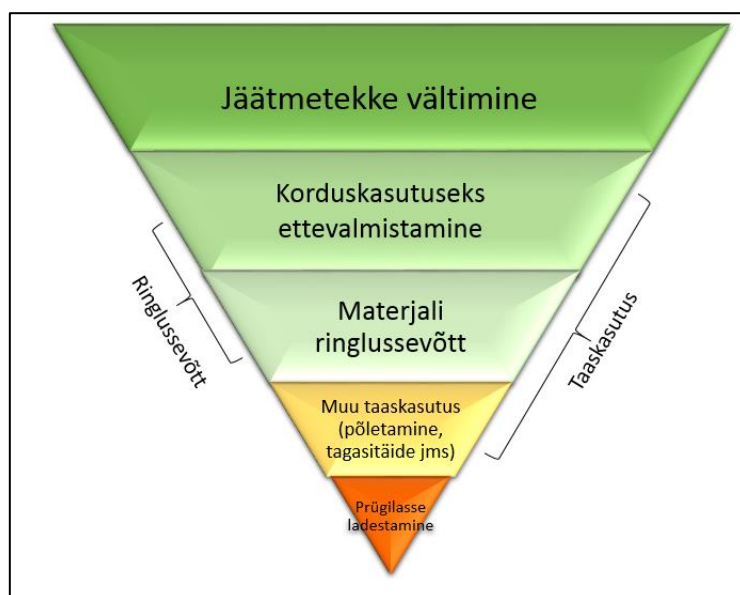 Jäätmetekke vältimine
Korduskasutuseks
ettevalmistamine
Ringlussevõtt
Taaskasutus
Materjali
ringlussevõtt
Muu taaskasutus
(põletamine,
tagasitäide jms)
Prügilasse
ladestamine